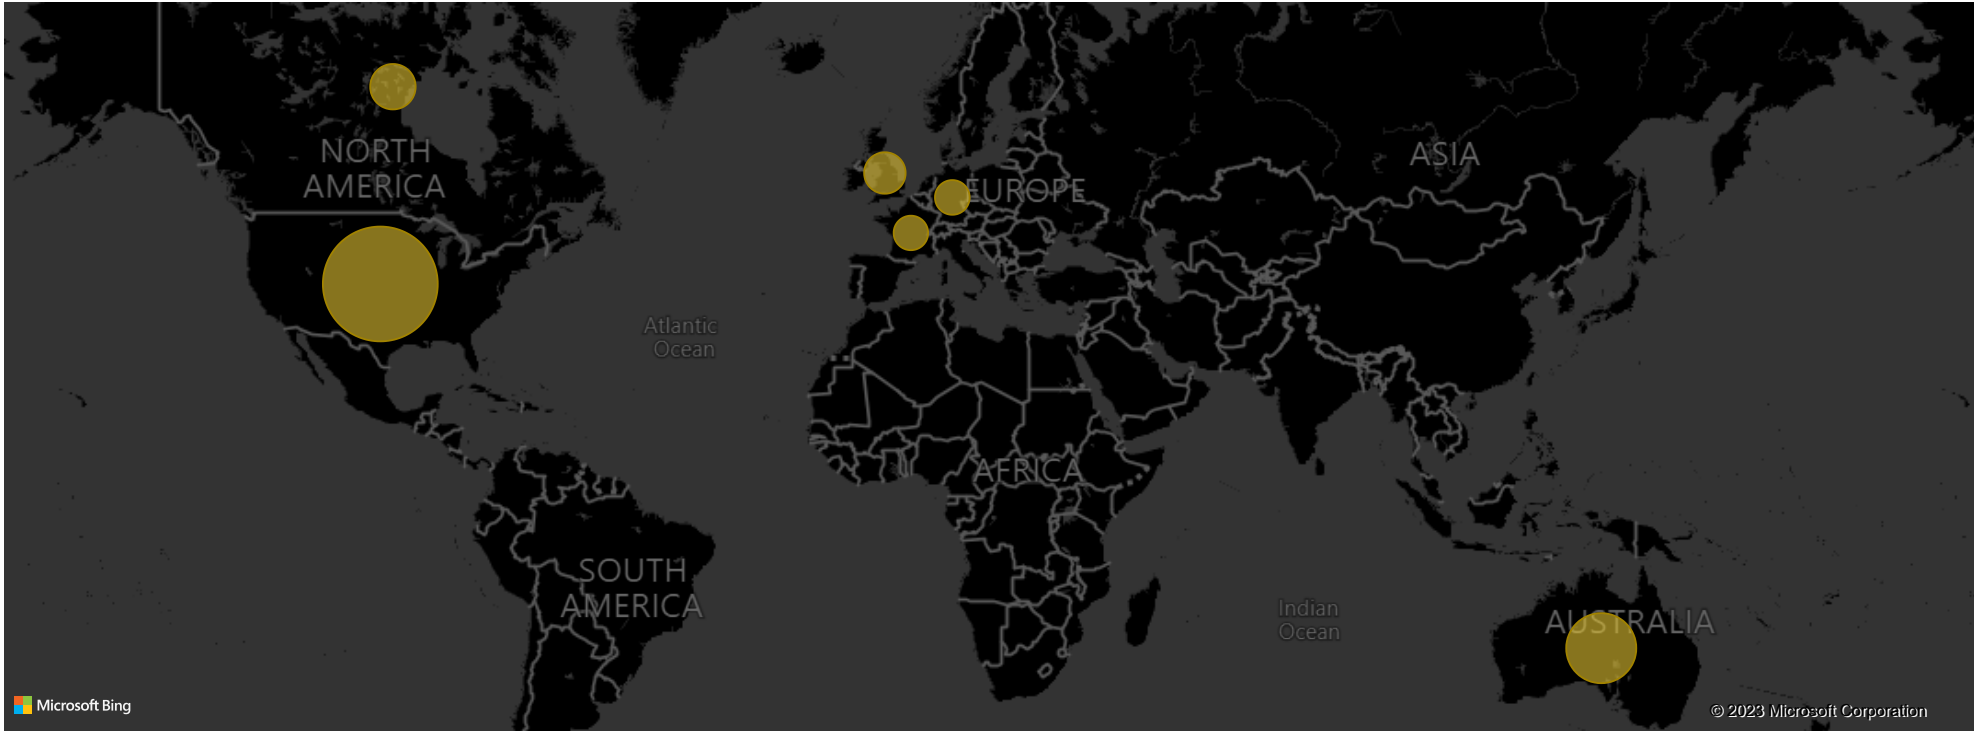 NORTH
AMERICA
EUROPE
ASIA
Atlantic
Ocean
AFRICA
SOUTH
AMERICA
Indian
Ocean
AUSTRALIA
Microsoft Bing
© 2023 Microsoft Corporation